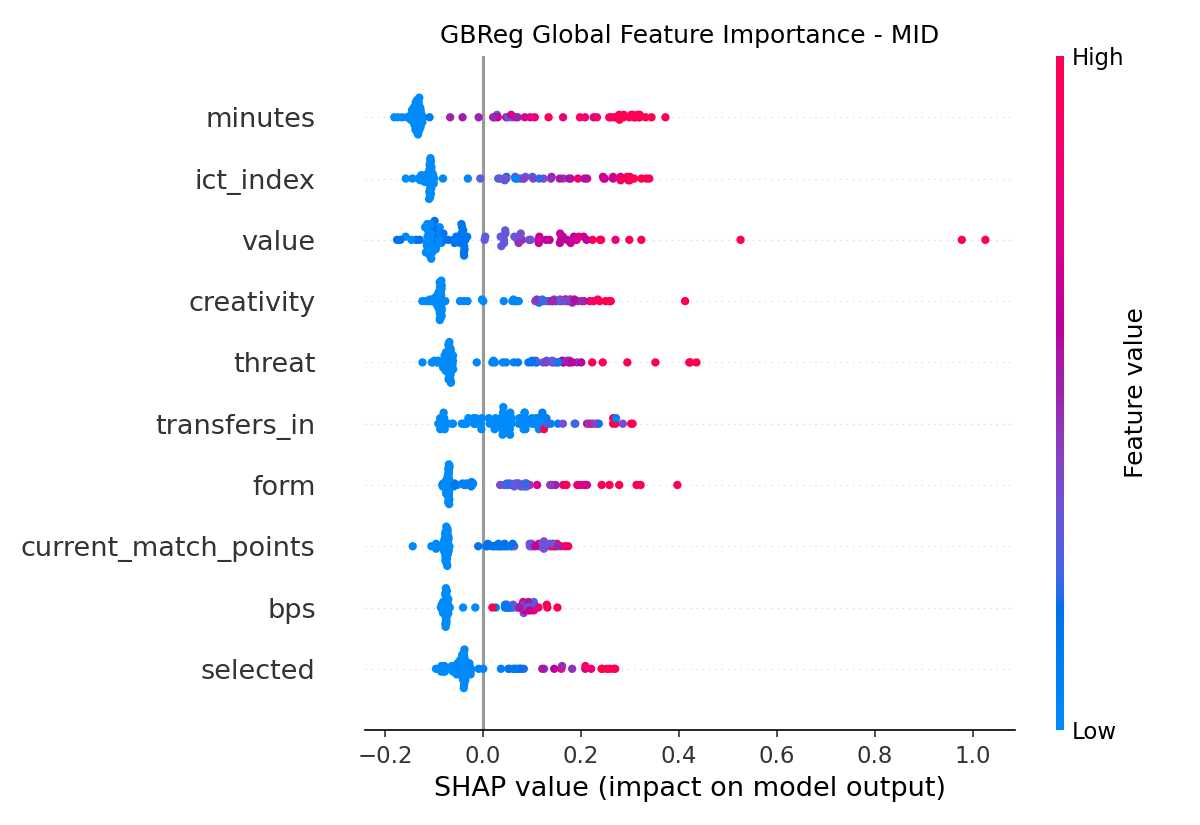 GBReg Global Feature Importance - MID
High
minutes
ict_index
value
creativity
threat
transfers_in
form
current_match_points
bps
selected
Feature value
Low
−0.2 0.0 0.2 0.4 0.6 0.8 1.0
SHAP value (impact on model output)